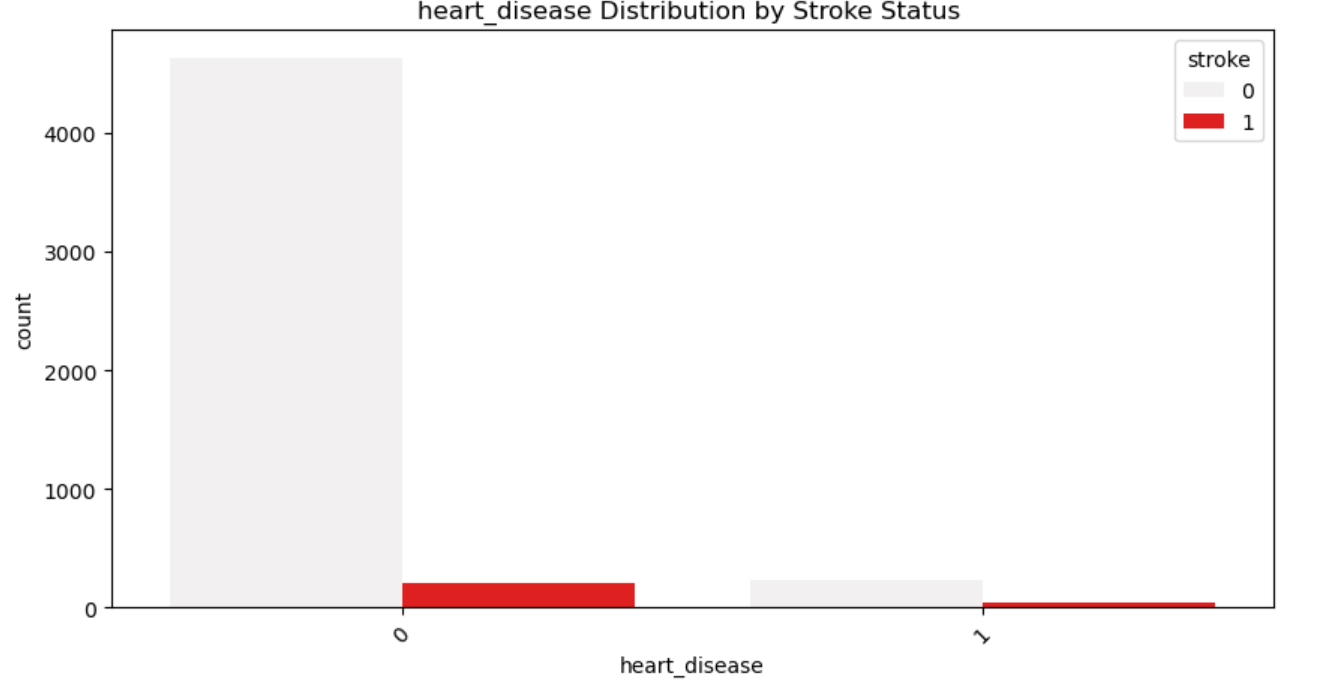 heart_disease Distribution by Stroke Status
stroke
0
1
4000
3000
2000
1000
0
count
0
1
heart_disease